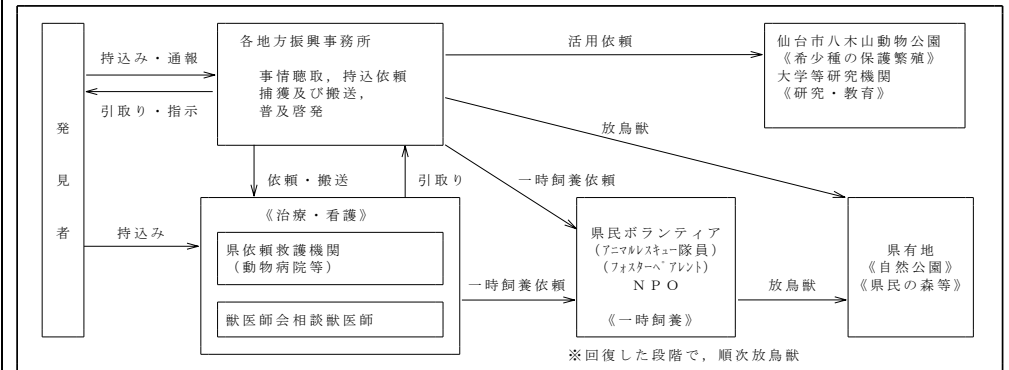 各地方振興事務所
事情聴取，持込依頼
捕獲及び搬送，
普及啓発
持込み・通報
引取り・指示
発見者
活用依頼
仙台市八木山動物公園
《希少種の保護繁殖》
大学等研究機関
《研究・教育》
放鳥獣
依頼・搬送
引取り
一時飼養依頼
持込み
《治療・看護》
県依頼救護機関
（動物病院等）
獣医師会相談獣医師
一時飼養依頼
県民ボランティア
（ｱﾆﾏﾙﾚｽｷｭｰ隊員）
（ﾌｫｽﾀｰﾍﾟｱﾚﾝﾄ）
ＮＰＯ
《一時飼養》
放鳥獣
県有地
《自然公園》
《県民の森等》
※回復した段階で，順次放鳥獣